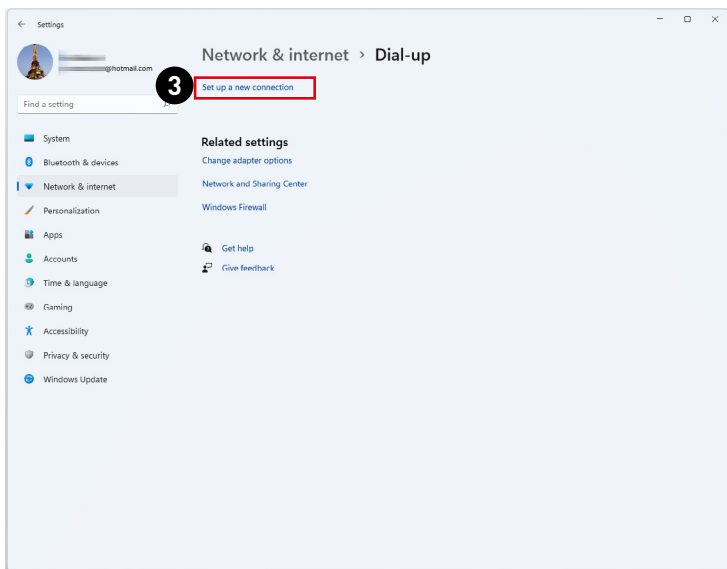 Settings
@hotmail.com
Find a setting
System
Bluetooth & devices
Network & internet
Personalization
Apps
Accounts
Time & language
Gaming
Accessibility
Privacy & security
Windows Update
Network & internet > Dial-up
3
Set up a new connection
Related settings
Change adapter options
Network and Sharing Center
Windows Firewall
Get help
Give feedback